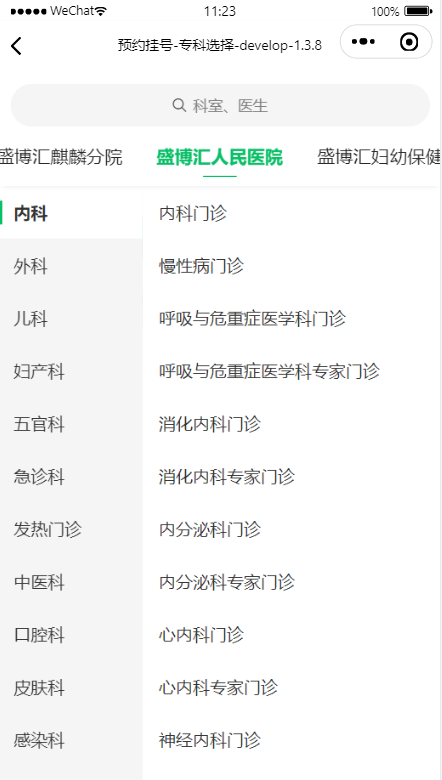 WeChat 11:23 100%
预约挂号-专科选择-develop-1.3.8
科室、医生
盛博汇麒麟分院 盛博汇人民医院 盛博汇妇幼保健
内科 内科门诊
外科 慢性病门诊
儿科 呼吸与危重症医学科门诊
妇产科 呼吸与危重症医学科专家门诊
五官科 消化内科门诊
急诊科 消化内科专家门诊
发热门诊 内分泌科门诊
中医科 内分泌科专家门诊
口腔科 心内科门诊
皮肤科 心内科专家门诊
感染科 神经内科门诊